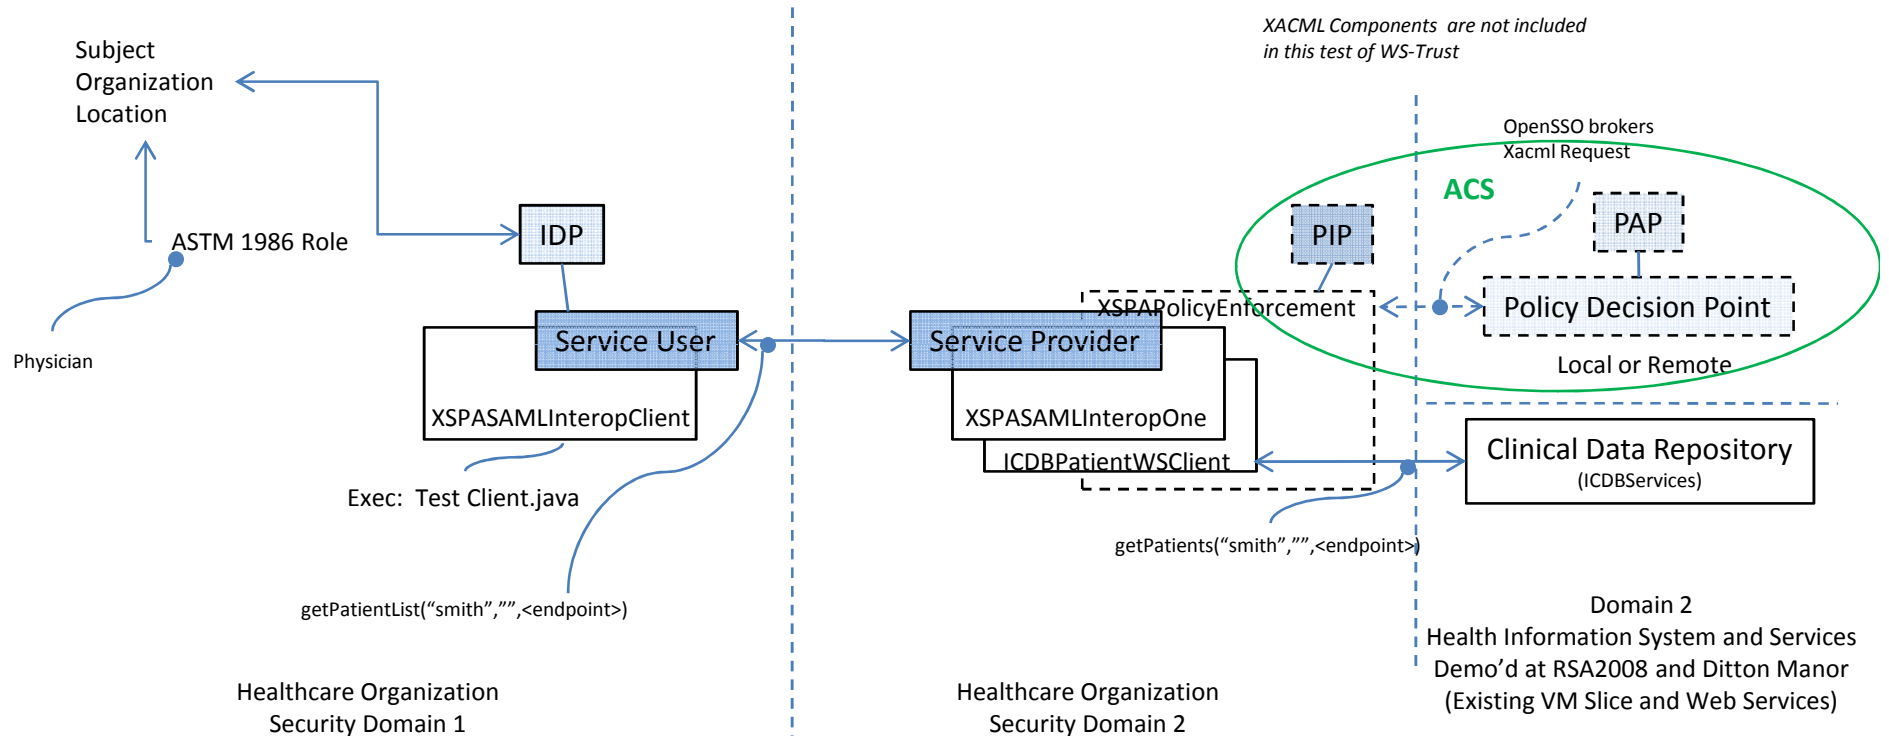 XACML Components are not included
in this test of WS-Trust
Subject
Organization
Location
OpenSSO brokers
Xacml Request
ACS
ASTM 1986 Role
IDP
PIP
PAP
XSPAPolicyEnforcement
Policy Decision Point
Service User
Service Provider
Physician
Local or Remote
XSPASAMLInteropClient
XSPASAMLInteropOne
ICDBPatientWSClient
Clinical Data Repository
(ICDBServices)
Exec: Test Client.java
getPatients(“smith”,””,<endpoint>)
getPatientList(“smith”,””,<endpoint>)
Domain 2
Health Information System and Services
Demo’d at RSA2008 and Ditton Manor
(Existing VM Slice and Web Services)
Healthcare Organization
Security Domain 1
Healthcare Organization
Security Domain 2